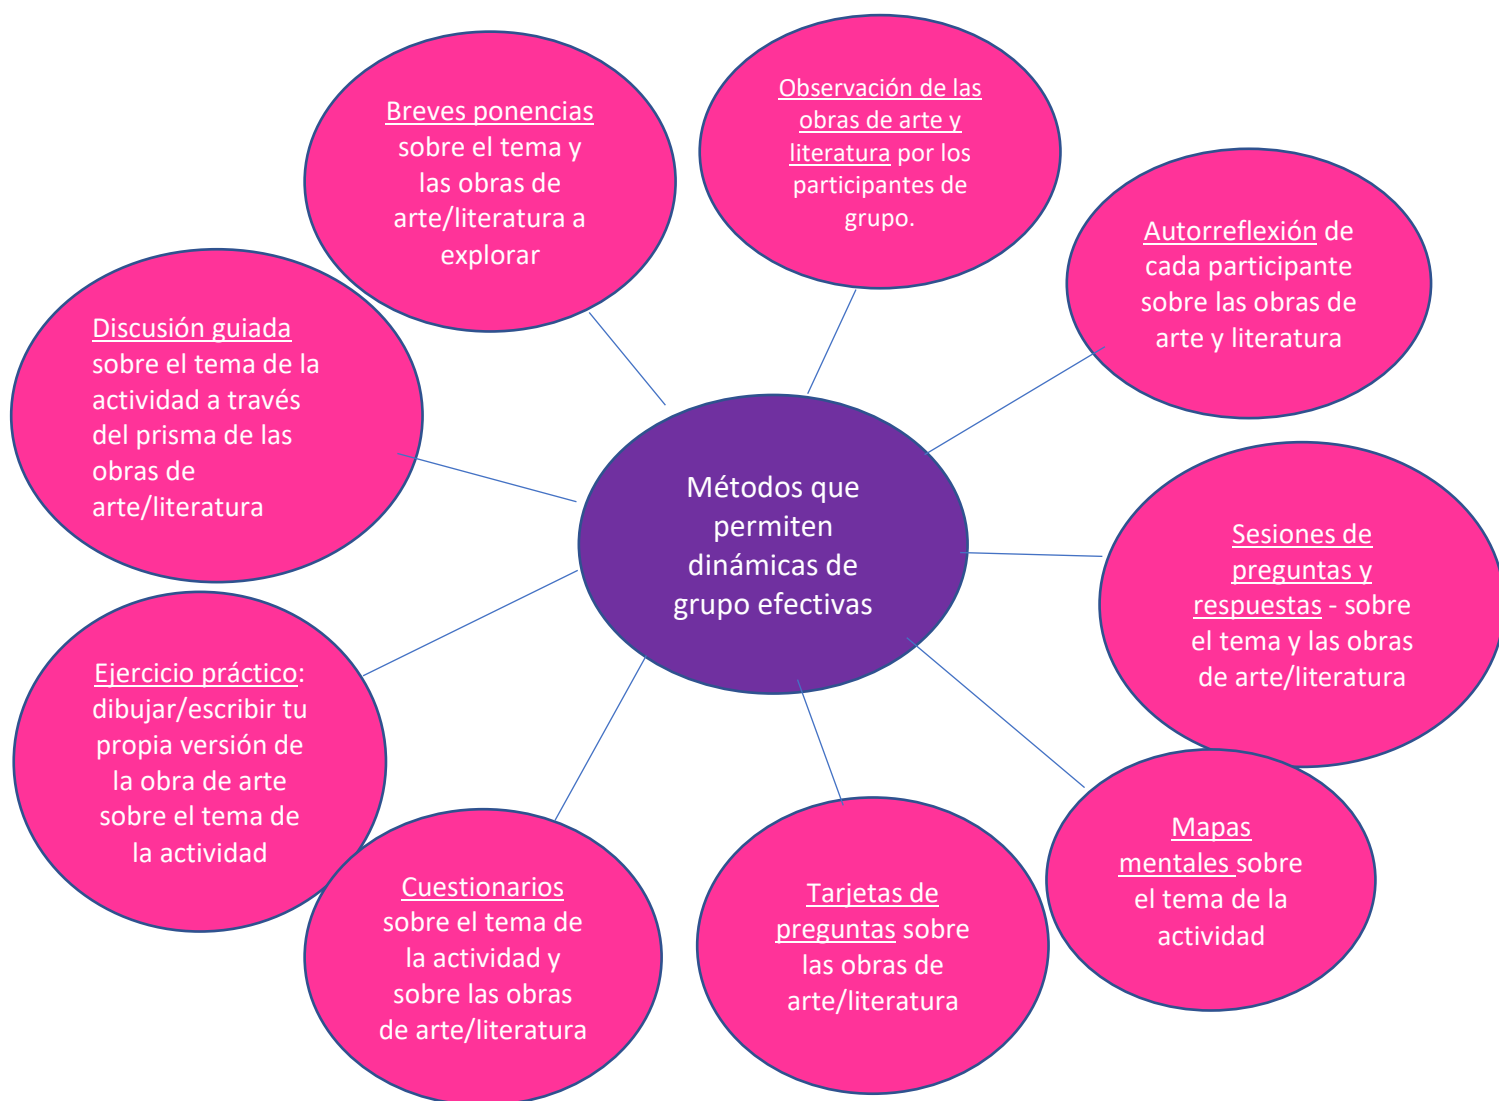 Breves ponencias
sobre el tema y
las obras de
arte/literatura a
explorar
Observación de las
obras de arte y
literatura por los
participantes de
grupo.
Autorreflexión de
cada participante
sobre las obras de
arte y literatura
Discusión guiada
sobre el tema de la
actividad a través
del prisma de las
obras de
arte/literatura
Métodos que
permiten
dinámicas de
grupo efectivas
Sesiones de
preguntas y
respuestas - sobre
el tema y las obras
de arte/literatura
Ejercicio práctico:
dibujar/escribir tu
propia versión de
la obra de arte
sobre el tema de
la actividad
Cuestionarios
sobre el tema de
la actividad y
sobre las obras
de arte/literatura
Tarjetas de
preguntas sobre
las obras de
arte/literatura
Mapas
mentales sobre
el tema de la
actividad